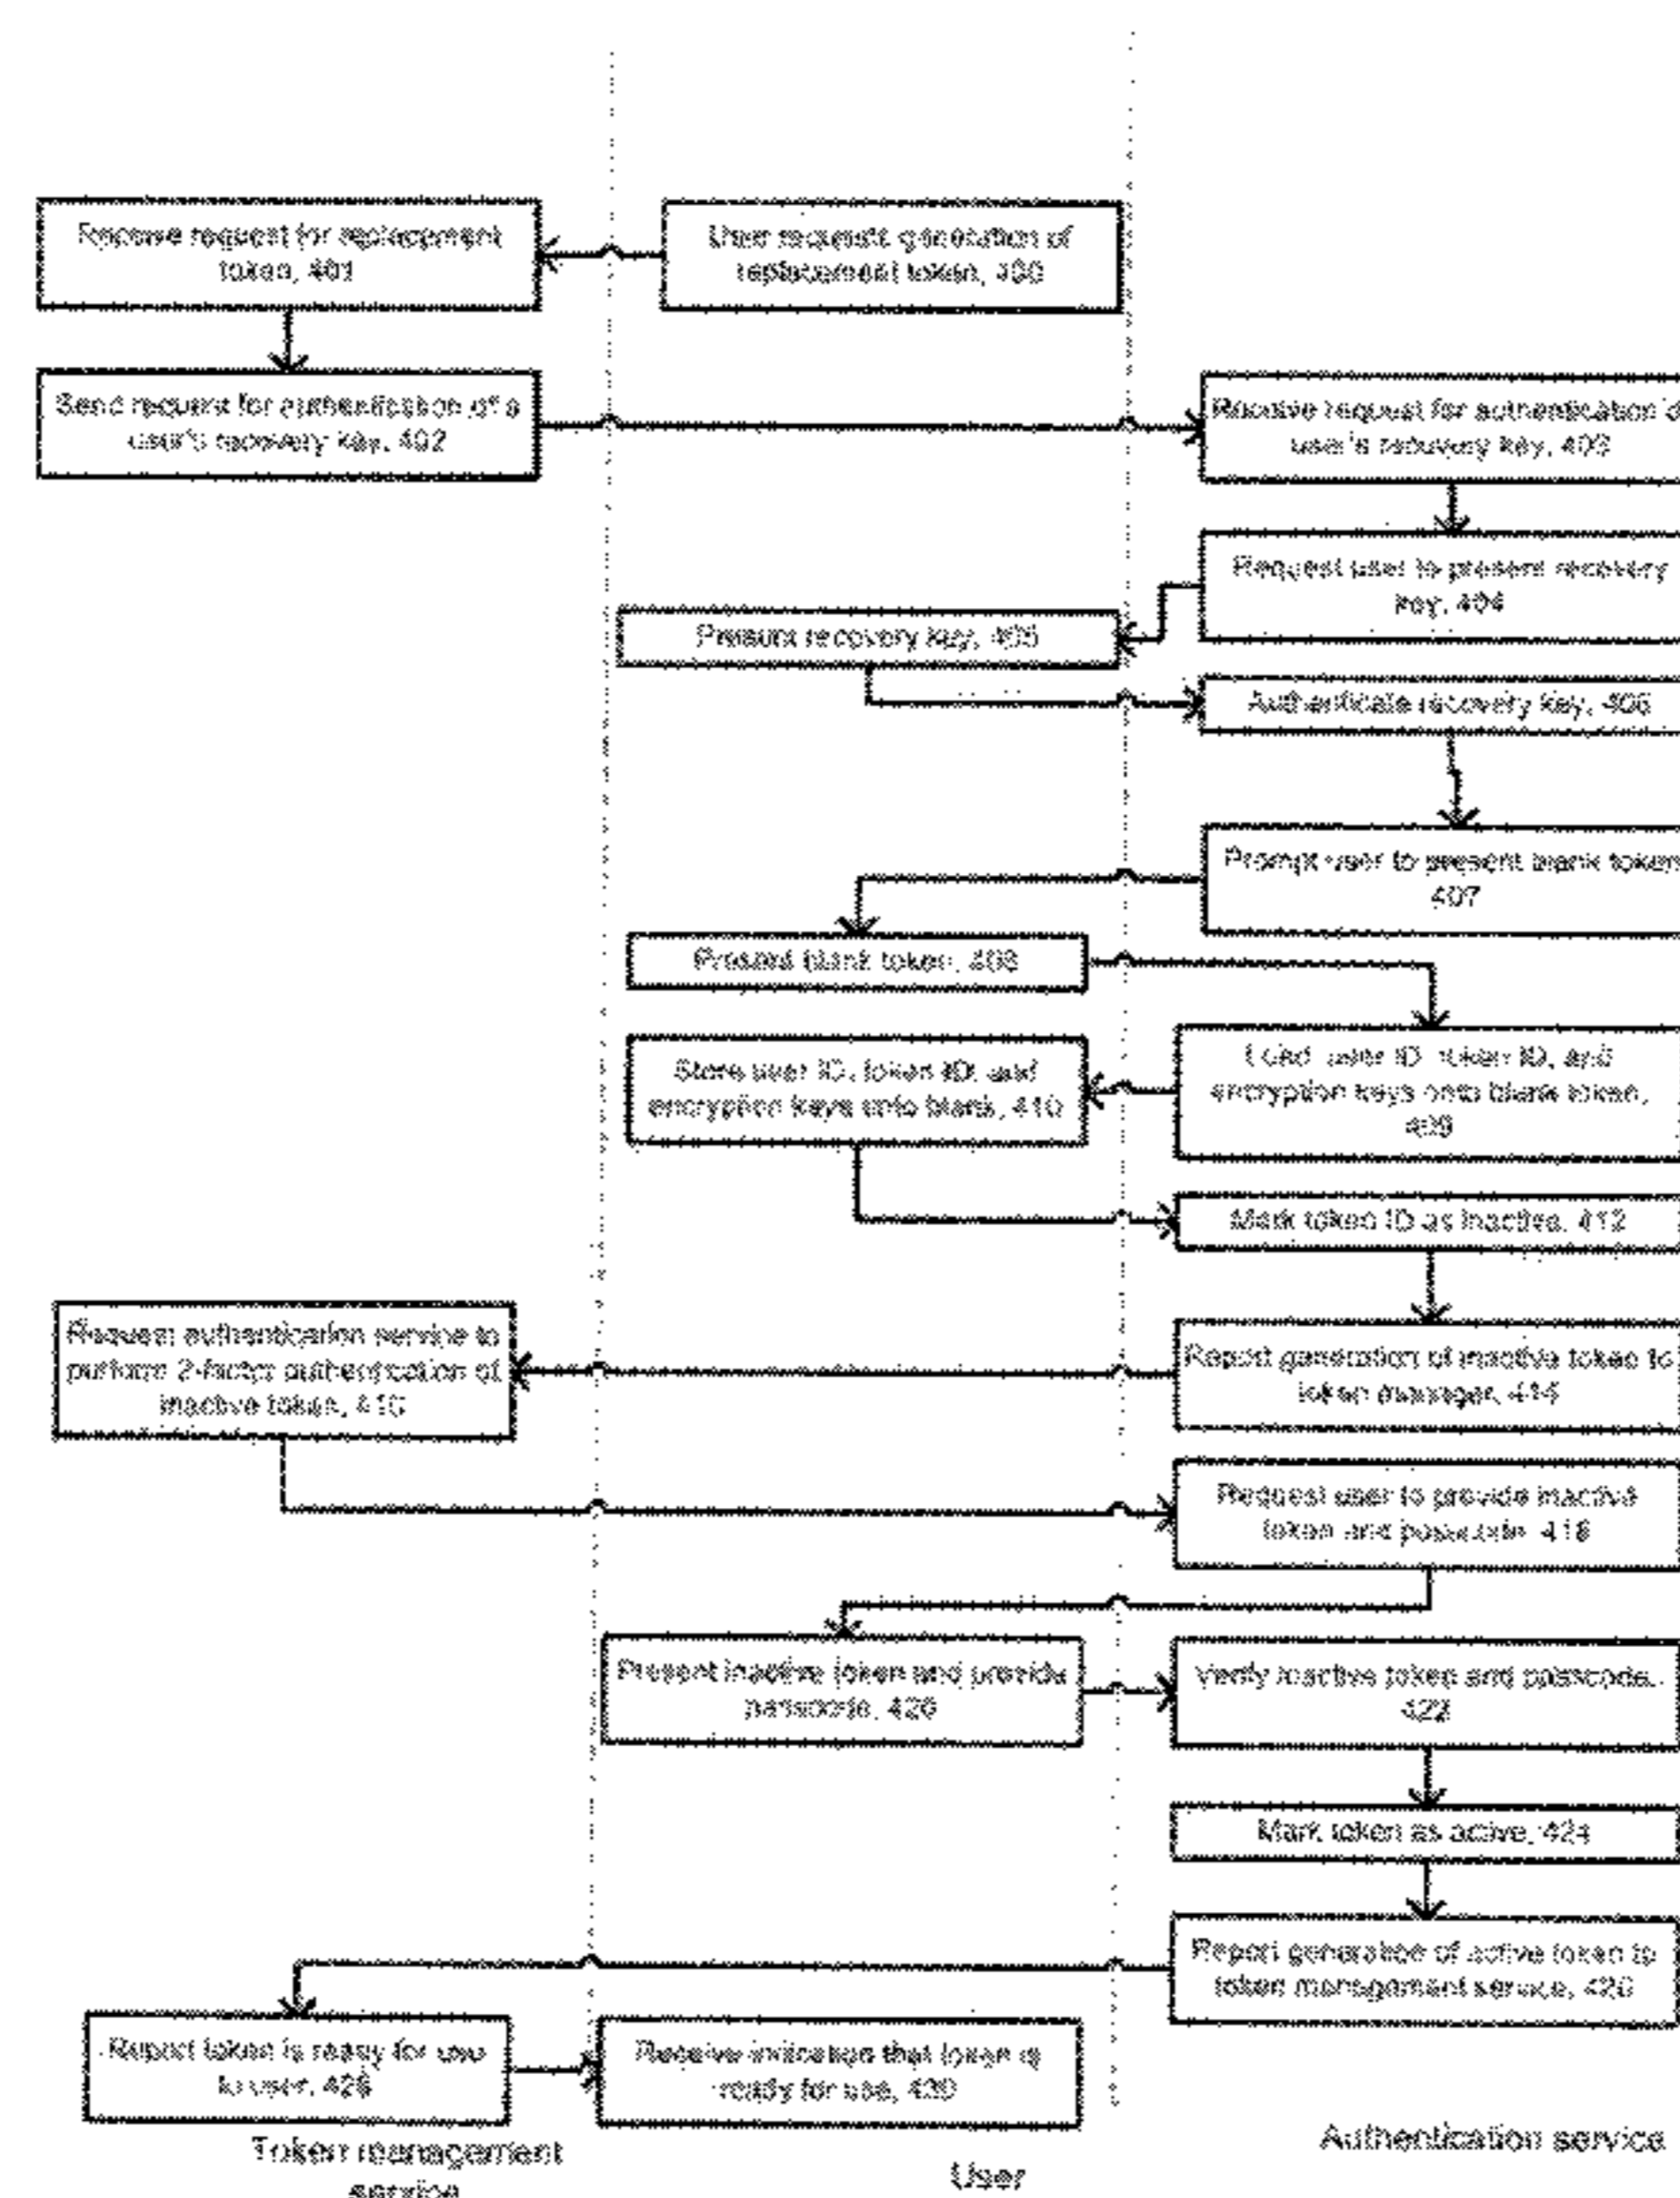 Receive request for replacement
token, 401
User requests generation of
replacement token, 400
Send request for authentication of a
user's recovery key, 402
Receive request for authentication
user's recovery key, 403
Request user to present recovery
key, 404
Present recovery key, 405
Authenticate recovery key, 406
Prompt user to present blank token
407
Present blank token, 408
Load user ID, token ID, and
encryption keys onto blank token,
409
Store user ID, token ID, and
encryption keys onto blank, 410
Mark token ID as inactive, 412
Report generation of inactive token to
token manager, 414
Request authentication service to
perform 2-factor authentication of
inactive token, 416
Request user to provide inactive
token and passcode, 418
Present inactive token and provide
passcode, 420
Verify inactive token and passcode,
422
Mark token as active, 424
Report generation of active token to
token management service, 426
Report token is ready for use
to user, 428
Receive indication that token is
ready for use, 430
Token management
service
User
Authentication service